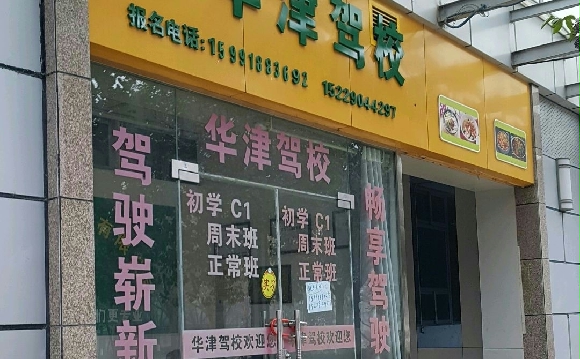 华津驾校
报名电话:15991883692 15229044297
华津驾校
驾驶崭新
初学 C1
周末班
正常班
初学 C1
周末班
正常班
畅享驾驶
华津驾校欢迎您
驾校欢迎您